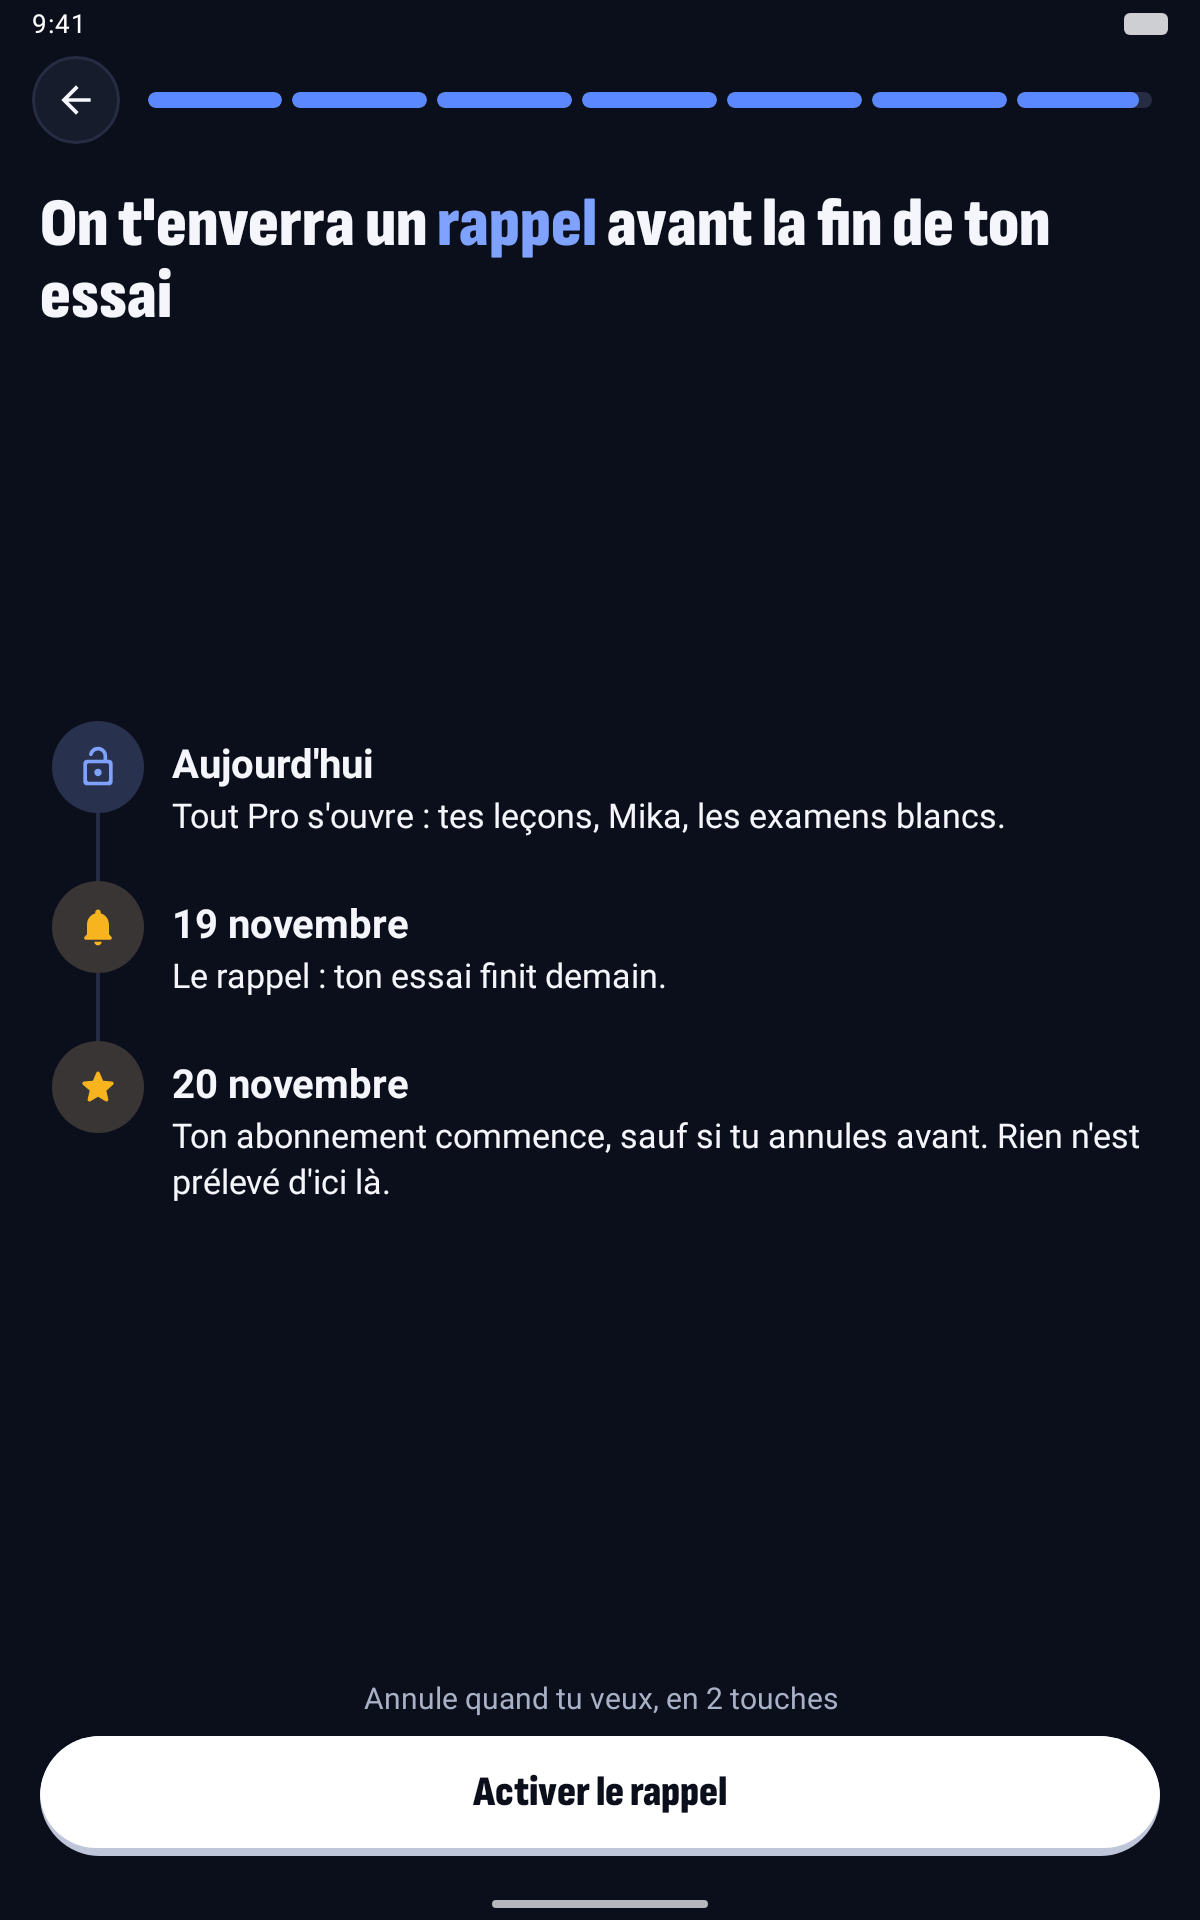 9:41
On t'enverra un rappel avant la fin de ton
essai
Aujourd'hui
Tout Pro s'ouvre : tes leçons, Mika, les examens blancs.
19 novembre
Le rappel : ton essai finit demain.
20 novembre
Ton abonnement commence, sauf si tu annules avant. Rien n'est
prélevé d'ici là.
Annule quand tu veux, en 2 touches
Activer le rappel